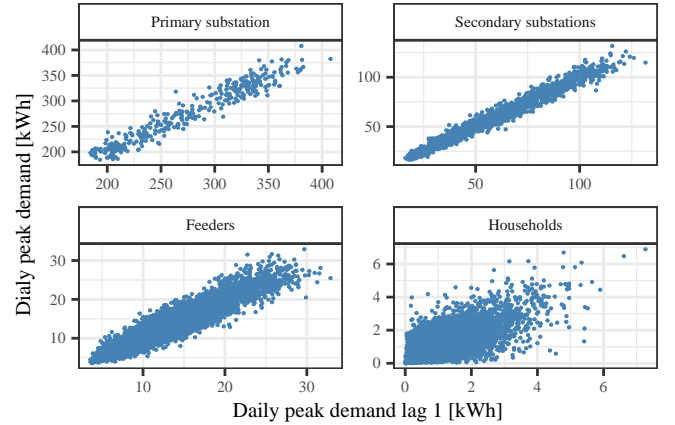 Primary substation
Secondary substations
400
350
300
250
200
200 250 300 350 400
100
50
50 100
Feeders
Households
30
20
10
10 20 30
6
4
2
0
0 2 4 6
Dialy peak demand [kWh]
Daily peak demand lag 1 [kWh]